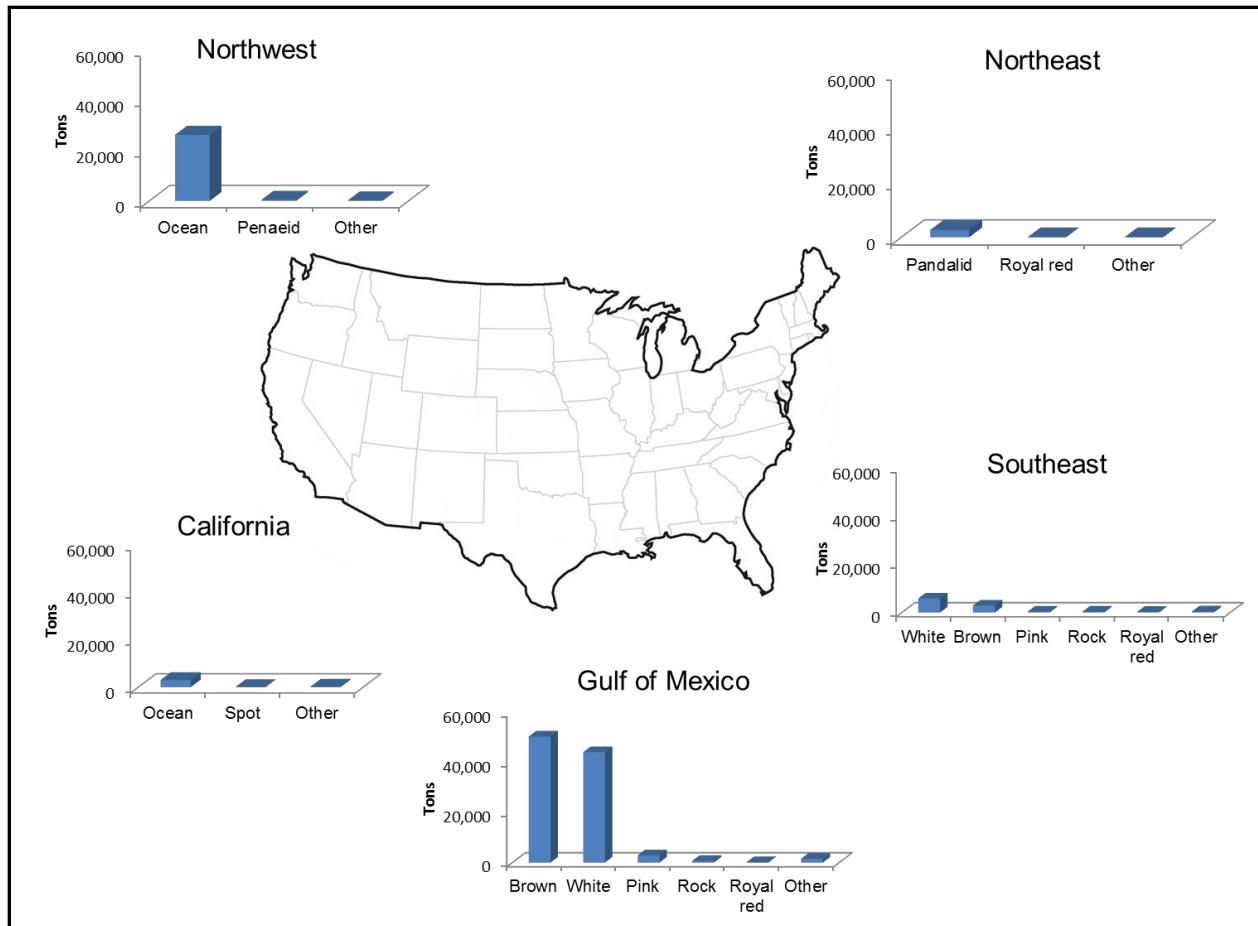 Northwest
60,000
40,000
20,000
0
Tons
Ocean Penaeid Other
Northeast
60,000
40,000
20,000
0
Tons
Pandalid Royal red Other
California
60,000
40,000
20,000
0
Tons
Ocean Spot Other
Southeast
60,000
40,000
20,000
0
Tons
White Brown Pink Rock Royal Other
red
Gulf of Mexico
60,000
40,000
20,000
0
Tons
Brown White Pink Rock Royal Other
red